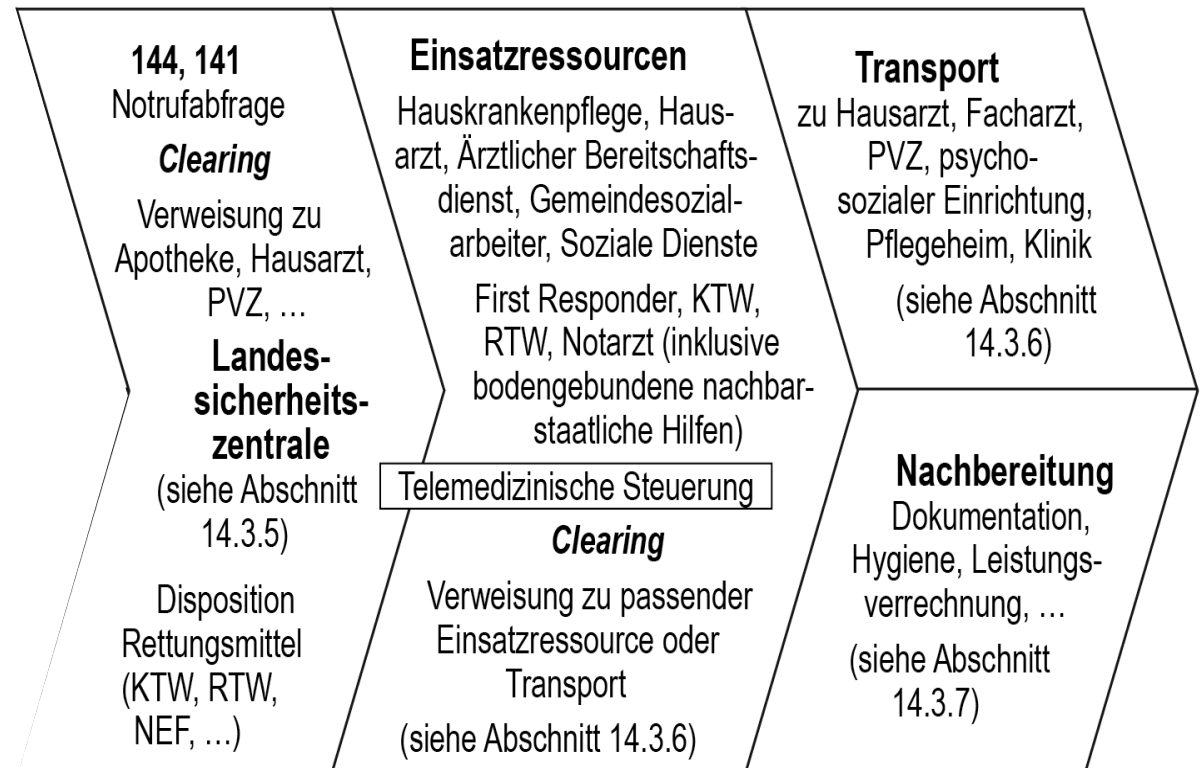 144, 141
Notrufabfrage
Clearing
Verweisung zu
Apotheke, Hausarzt,
PVZ, …
Landes-
sicherheits-
zentrale
(siehe Abschnitt
14.3.5)
Disposition
Rettungsmittel
(KTW, RTW,
NEF, …)
Einsatzressourcen
Hauskrankenpflege, Haus-
arzt, Ärztlicher Bereitschafts-
dienst, Gemeindesozial-
arbeiter, Soziale Dienste
First Responder, KTW,
RTW, Notarzt (inklusive
bodengebundene nachbar-
staatliche Hilfen)
Telemedizinische Steuerung
Clearing
Verweisung zu passender
Einsatzressource oder
Transport
(siehe Abschnitt 14.3.6)
Transport
zu Hausarzt, Facharzt,
PVZ, psycho-
sozialer Einrichtung,
Pflegeheim, Klinik
(siehe Abschnitt
14.3.6)
Nachbereitung
Dokumentation,
Hygiene, Leistungs-
verrechnung, …
(siehe Abschnitt
14.3.7)